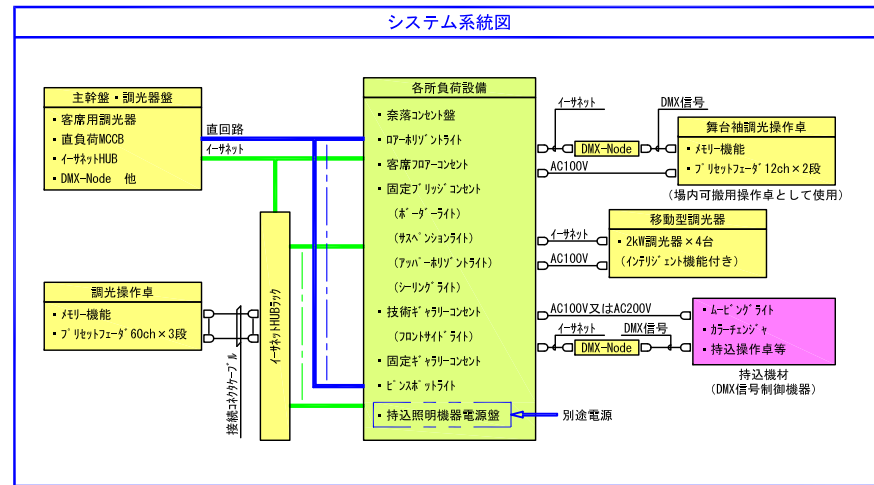 システム系統図
主幹盤・調光器盤
・客席用調光器
・直負荷MCCB
・ｲｰｻﾈｯﾄHUB
・DMX-Node 他
直回路
ｲｰｻﾈｯﾄ
調光操作卓
・ﾒﾓﾘｰ機能
・ﾌﾟﾘｾｯﾄﾌｪｰﾀﾞ60ch×3段
接続ｺﾈｸﾀｹｰﾌﾞﾙ
ｲｰｻﾈｯﾄHUBﾗｯｸ
各所負荷設備
・奈落ｺﾝｾﾝﾄ盤
・ﾛｱｰﾎﾘｿﾞﾝﾄﾗｲﾄ
・客席ﾌﾛｱｰｺﾝｾﾝﾄ
・固定ﾌﾞﾘｯｼﾞｺﾝｾﾝﾄ
(ﾎﾞｰﾀﾞｰﾗｲﾄ)
(ｻｽﾍﾟﾝｼｮﾝﾗｲﾄ)
(ｱｯﾊﾟｰﾎﾘｿﾞﾝﾄﾗｲﾄ)
(ｼｰﾘﾝｸﾞﾗｲﾄ)
・技術ｷﾞｬﾗﾘｰｺﾝｾﾝﾄ
(ﾌﾛﾝﾄｻｲﾄﾞﾗｲﾄ)
・固定ｷﾞｬﾗﾘｰｺﾝｾﾝﾄ
・ﾋﾟﾝｽﾎﾟｯﾄﾗｲﾄ
・持込照明機器電源盤
別途電源
ｲｰｻﾈｯﾄ
DMX信号
DMX-Node
AC100V
舞台袖調光操作卓
・ﾒﾓﾘｰ機能
・ﾌﾟﾘｾｯﾄﾌｪｰﾀﾞ12ch×2段
(場内可搬用操作卓として使用)
ｲｰｻﾈｯﾄ
AC100V
移動型調光器
・2kW調光器×4台
(ｲﾝﾃﾘｼﾞｪﾝﾄ機能付き)
AC100V又はAC200V
ｲｰｻﾈｯﾄ
DMX信号
DMX-Node
・ﾑｰﾋﾞﾝｸﾞﾗｲﾄ
・ｶﾗｰﾁｪﾝｼﾞｬ
・持込操作卓等
持込機材
(DMX信号制御機器)